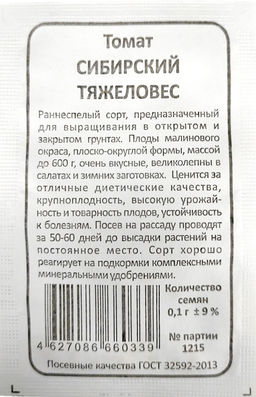 Томат
СИБИРСКИЙ
ТЯЖЕЛОВЕС
Раннеспелый сорт, предназначенный
для выращивания в открытом и
закрытом грунтах. Плоды малинового
окраса, плоско-округлой формы, массой
до 600 г, очень вкусные, великолепны в
салатах и зимних заготовках. Ценится за
отличные диетические качества,
крупноплодность, высокую урожай-
ность и товарность плодов, устойчивость
к болезням. Посев на рассаду проводят
за 50-60 дней до высадки растений на
постоянное место. Сорт хорошо
реагирует на подкормки комплексными
минеральными удобрениями.
Количество
семян
0,1 г ± 9 %
№ партии
1215
4 627086 660339
Посевные качества ГОСТ 32592-2013